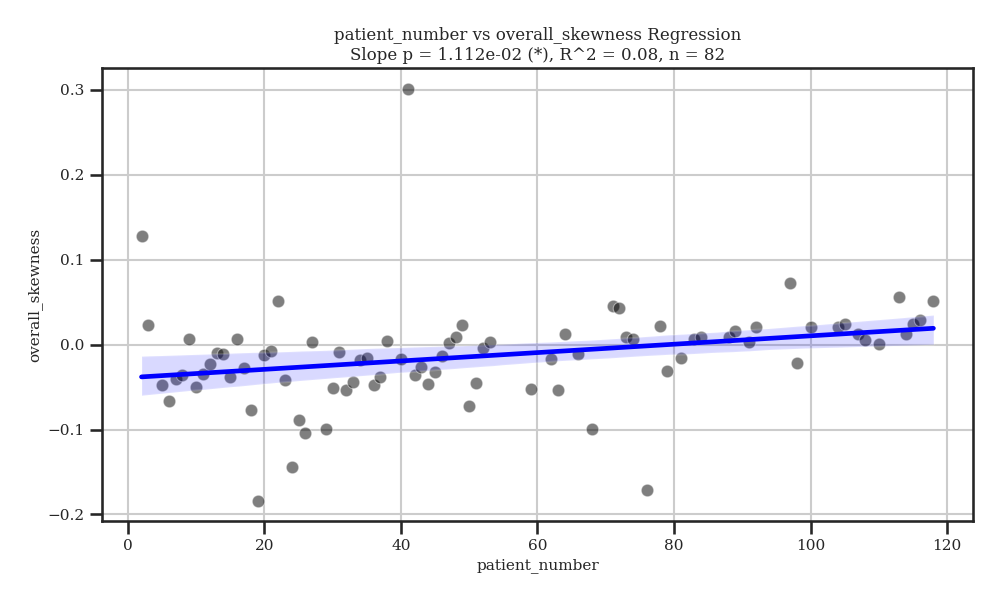 patient_number vs overall_skewness Regression
Slope p = 1.112e-02 (*), R^2 = 0.08, n = 82
overall_skewness
0.3
0.2
0.1
0.0
−0.1
−0.2
0 20 40 60 80 100 120
patient_number